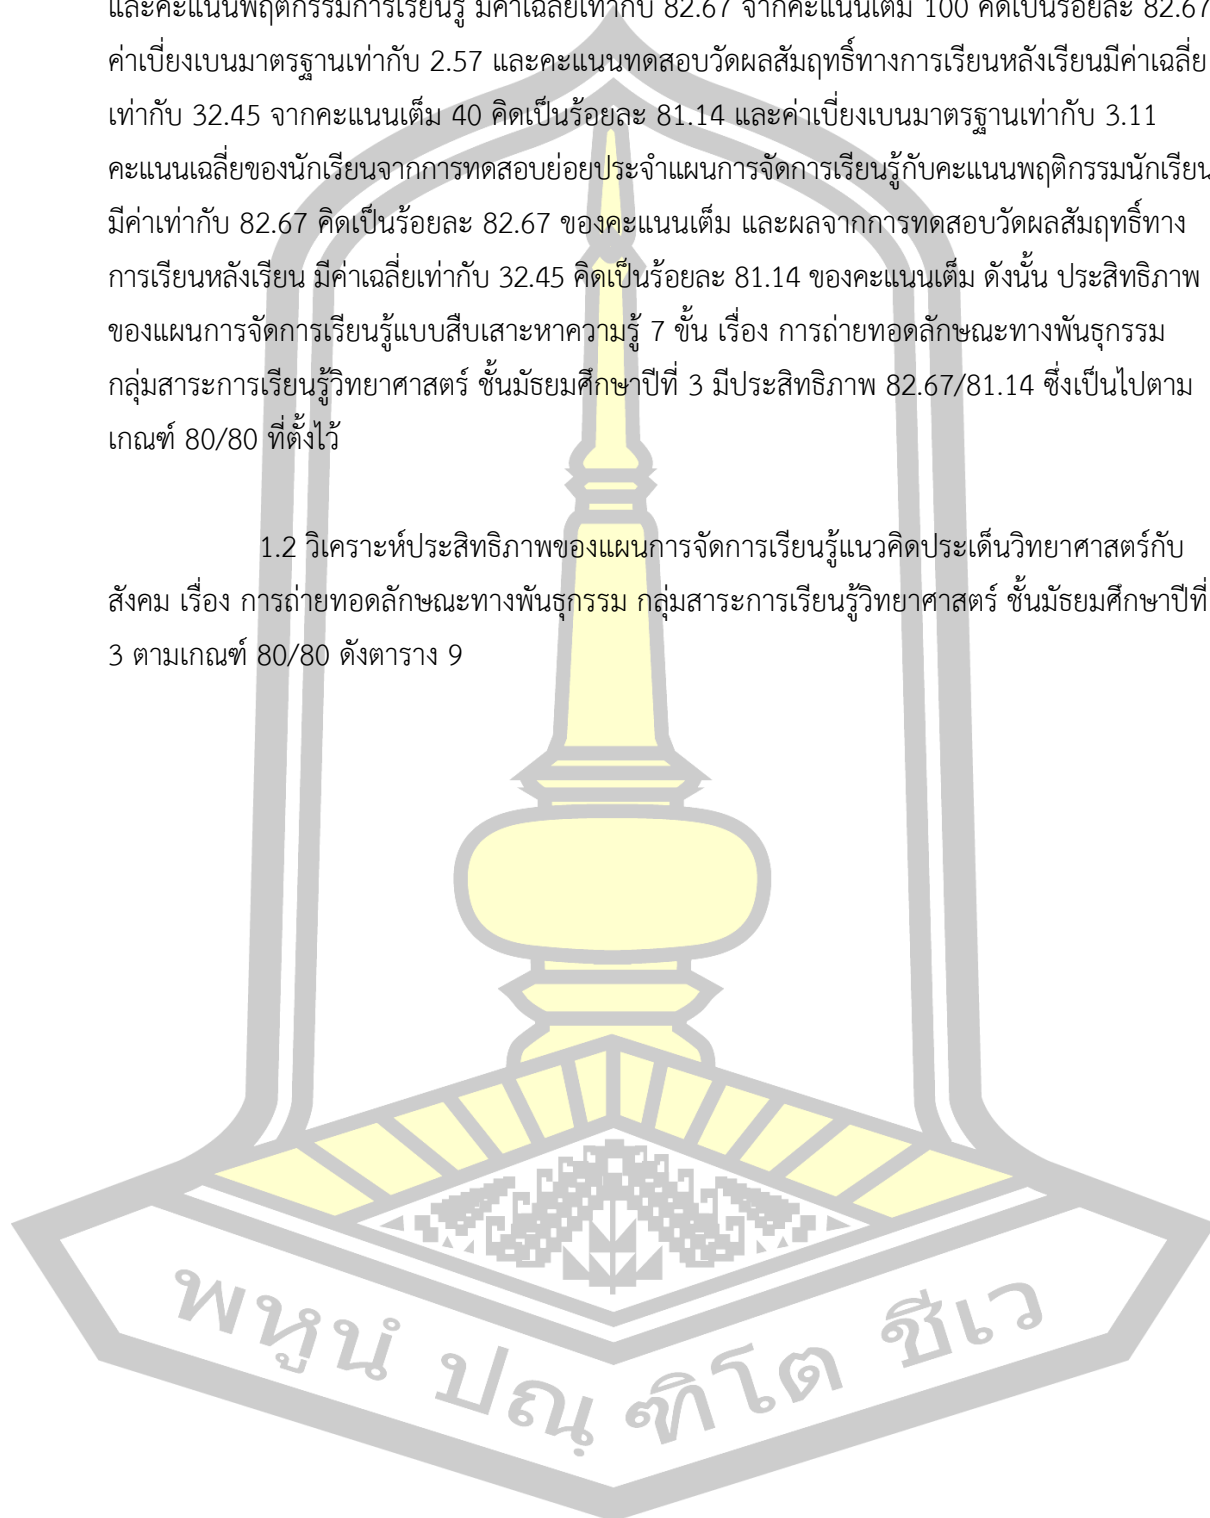 และคะแนนพฤติกรรมการเรียนรู้ มีค่าเฉลี่ยเท่ากับ 82.67 จากคะแนนเต็ม 100 คิดเป็นร้อยละ 82.67
ค่าเบี่ยงเบนมาตรฐานเท่ากับ 2.57 และคะแนนทดสอบวัดผลสัมฤทธิ์ทางการเรียนหลังเรียนมีค่าเฉลี่ย
เท่ากับ 32.45 จากคะแนนเต็ม 40 คิดเป็นร้อยละ 81.14 และค่าเบี่ยงเบนมาตรฐานเท่ากับ 3.11
คะแนนเฉลี่ยของนักเรียนจากการทดสอบย่อยประจำแผนการจัดการเรียนรู้กับคะแนนพฤติกรรมนักเรียน
มีค่าเท่ากับ 82.67 คิดเป็นร้อยละ 82.67 ของคะแนนเต็ม และผลจากการทดสอบวัดผลสัมฤทธิ์ทาง
การเรียนหลังเรียน มีค่าเฉลี่ยเท่ากับ 32.45 คิดเป็นร้อยละ 81.14 ของคะแนนเต็ม ดังนั้น ประสิทธิภาพ
ของแผนการจัดการเรียนรู้แบบสืบเสาะหาความรู้ 7 ขั้น เรื่อง การถ่ายทอดลักษณะทางพันธุกรรม
กลุ่มสาระการเรียนรู้วิทยาศาสตร์ ชั้นมัธยมศึกษาปีที่ 3 มีประสิทธิภาพ 82.67/81.14 ซึ่งเป็นไปตาม
เกณฑ์ 80/80 ที่ตั้งไว้
1.2 วิเคราะห์ประสิทธิภาพของแผนการจัดการเรียนรู้แนวคิดประเด็นวิทยาศาสตร์กับ
สังคม เรื่อง การถ่ายทอดลักษณะทางพันธุกรรม กลุ่มสาระการเรียนรู้วิทยาศาสตร์ ชั้นมัธยมศึกษาปีที่
3 ตามเกณฑ์ 80/80 ดังตาราง 9
พหูนํ ปณฺฑิโต ชีเว